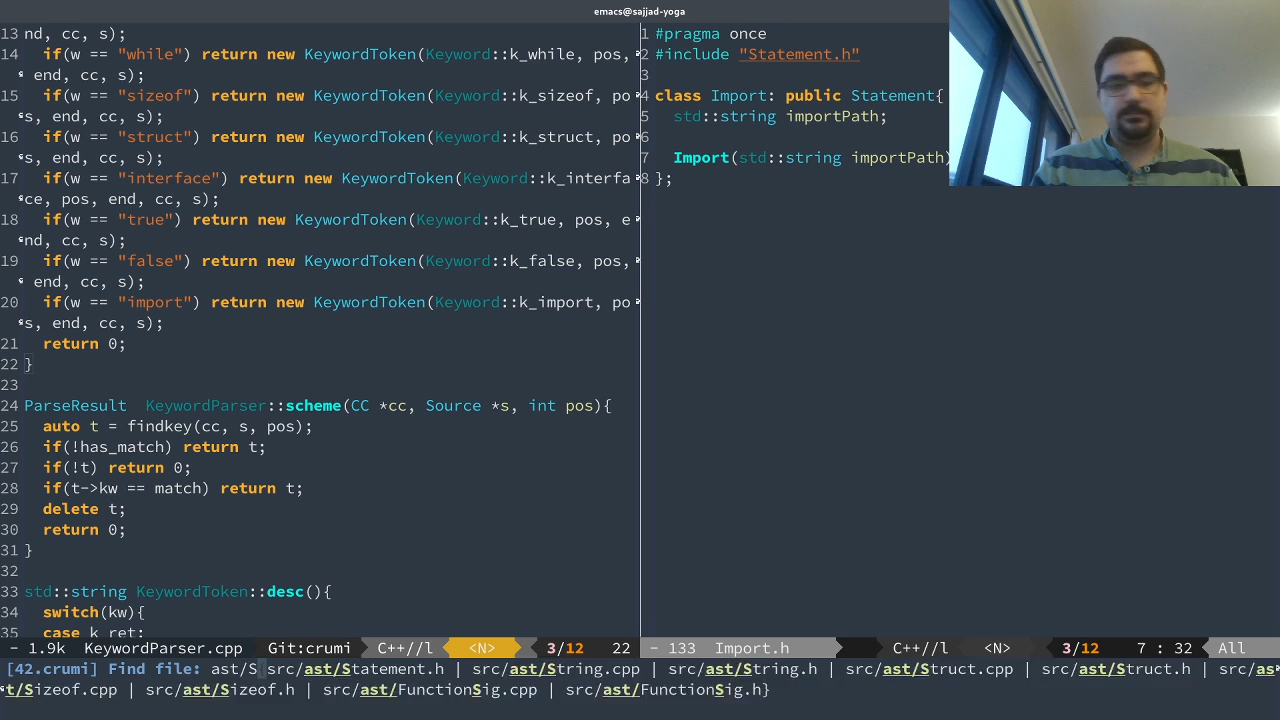 emacs@sajjad-yoga
13 nd, cc, s);
14 if(w == "while") return new KeywordToken(Keyword::k_while, pos,
end, cc, s);
15 if(w == "sizeof") return new KeywordToken(Keyword::k_sizeof, po
s, end, cc, s);
16 if(w == "struct") return new KeywordToken(Keyword::k_struct, po
s, end, cc, s);
17 if(w == "interface") return new KeywordToken(Keyword::k_interfa
ce, pos, end, cc, s);
18 if(w == "true") return new KeywordToken(Keyword::k_true, pos, e
nd, cc, s);
19 if(w == "false") return new KeywordToken(Keyword::k_false, pos,
end, cc, s);
20 if(w == "import") return new KeywordToken(Keyword::k_import, po
s, end, cc, s);
21 return 0;
22 }
23
24 ParseResult  KeywordParser::scheme(CC *cc, Source *s, int pos){
25 auto t = findkey(cc, s, pos);
26 if(!has_match) return t;
27 if(!t) return 0;
28 if(t->kw == match) return t;
29 delete t;
30 return 0;
31 }
32
33 std::string KeywordToken::desc(){
34 switch(kw){
35 case k_ret:
1 #pragma once
2 #include "Statement.h"
3
4 class Import: public Statement{
5 std::string importPath;
6
7 Import(std::string importPath)
8 };
- 1.9k KeywordParser.cpp Git:crumi C++//l <N> 3/12 22
- 133 Import.h C++//l <N> 3/12 7 : 32 All
[42.crumi] Find file: ast/S{src/ast/Statement.h | src/ast/String.cpp | src/ast/String.h | src/ast/Struct.cpp | src/ast/Struct.h | src/as
t/Sizeof.cpp | src/ast/Sizeof.h | src/ast/FunctionSig.cpp | src/ast/FunctionSig.h}